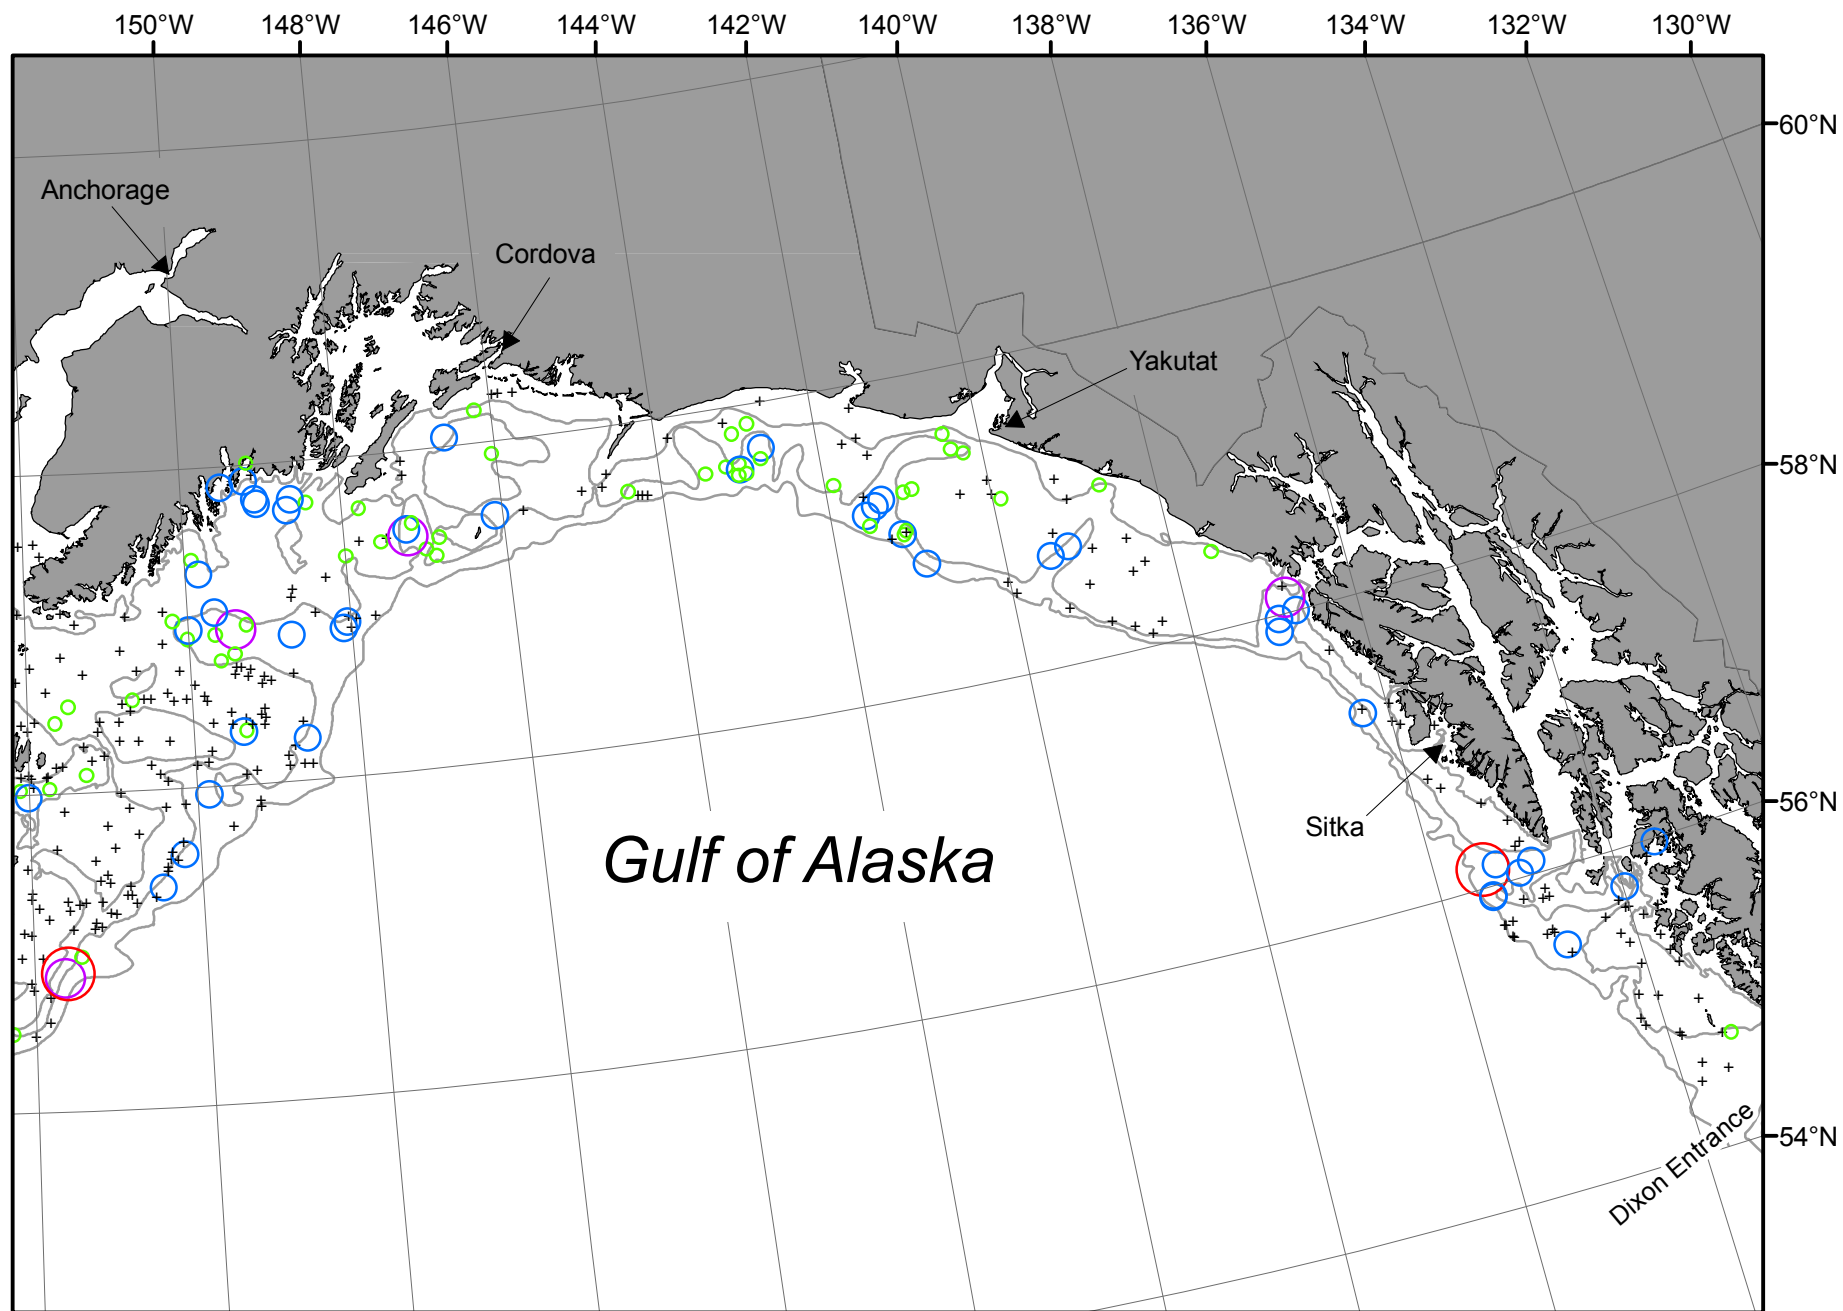 150°W 148°W 146°W 144°W 142°W 140°W 138°W 136°W 134°W 132°W 130°W
60°N
Anchorage
Cordova
Yakutat
58°N
56°N
Sitka
Gulf of Alaska
54°N
Dixon Entrance